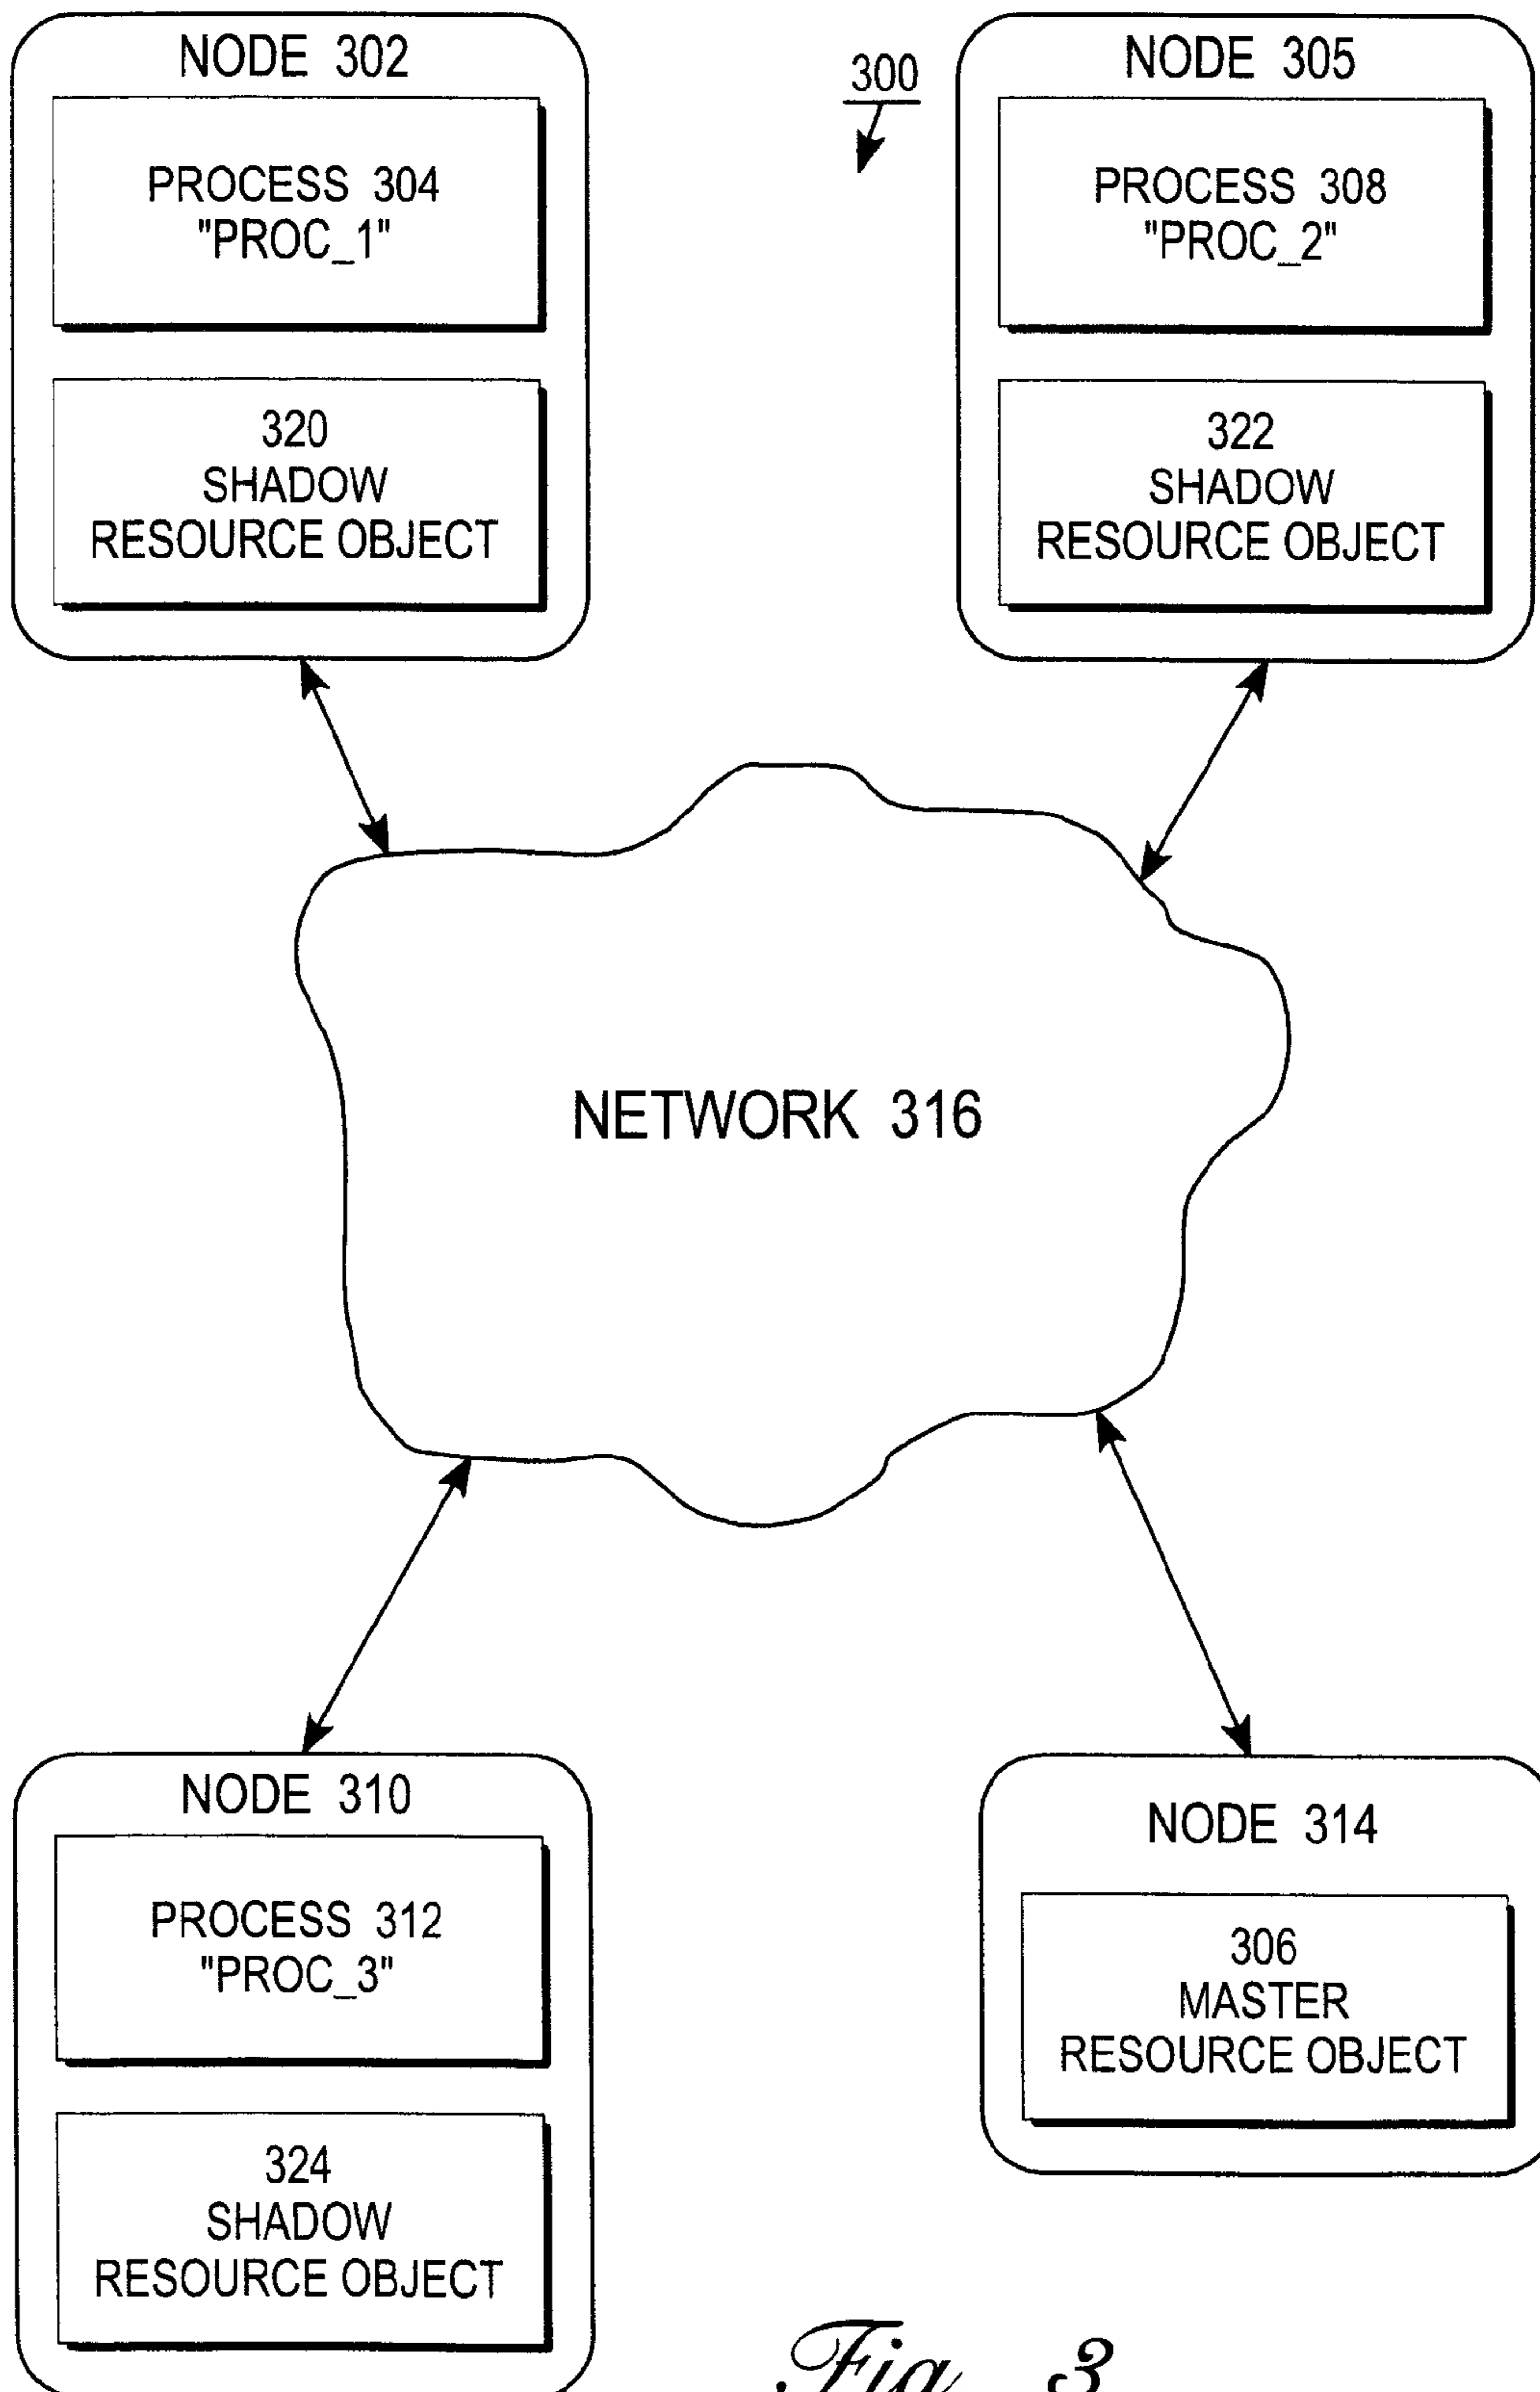 NODE 302
PROCESS 304
"PROC_1"
320
SHADOW
RESOURCE OBJECT
300
NODE 305
PROCESS 308
"PROC_2"
322
SHADOW
RESOURCE OBJECT
NETWORK 316
NODE 310
PROCESS 312
"PROC_3"
324
SHADOW
RESOURCE OBJECT
NODE 314
306
MASTER
RESOURCE OBJECT
Fig. 3